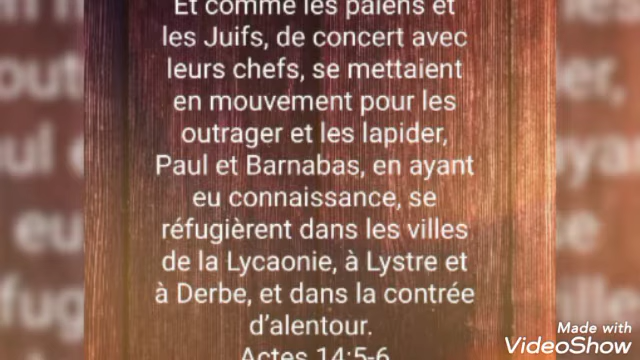 Et comme les païens et
les Juifs, de concert avec
leurs chefs, se mettaient
en mouvement pour les
outrager et les lapider,
Paul et Barnabas, en ayant
eu connaissance, se
réfugièrent dans les villes
de la Lycaonie, à Lystre et
à Derbe, et dans la contrée
d'alentour.
Actes 14:5-6
Made with
VideoShow